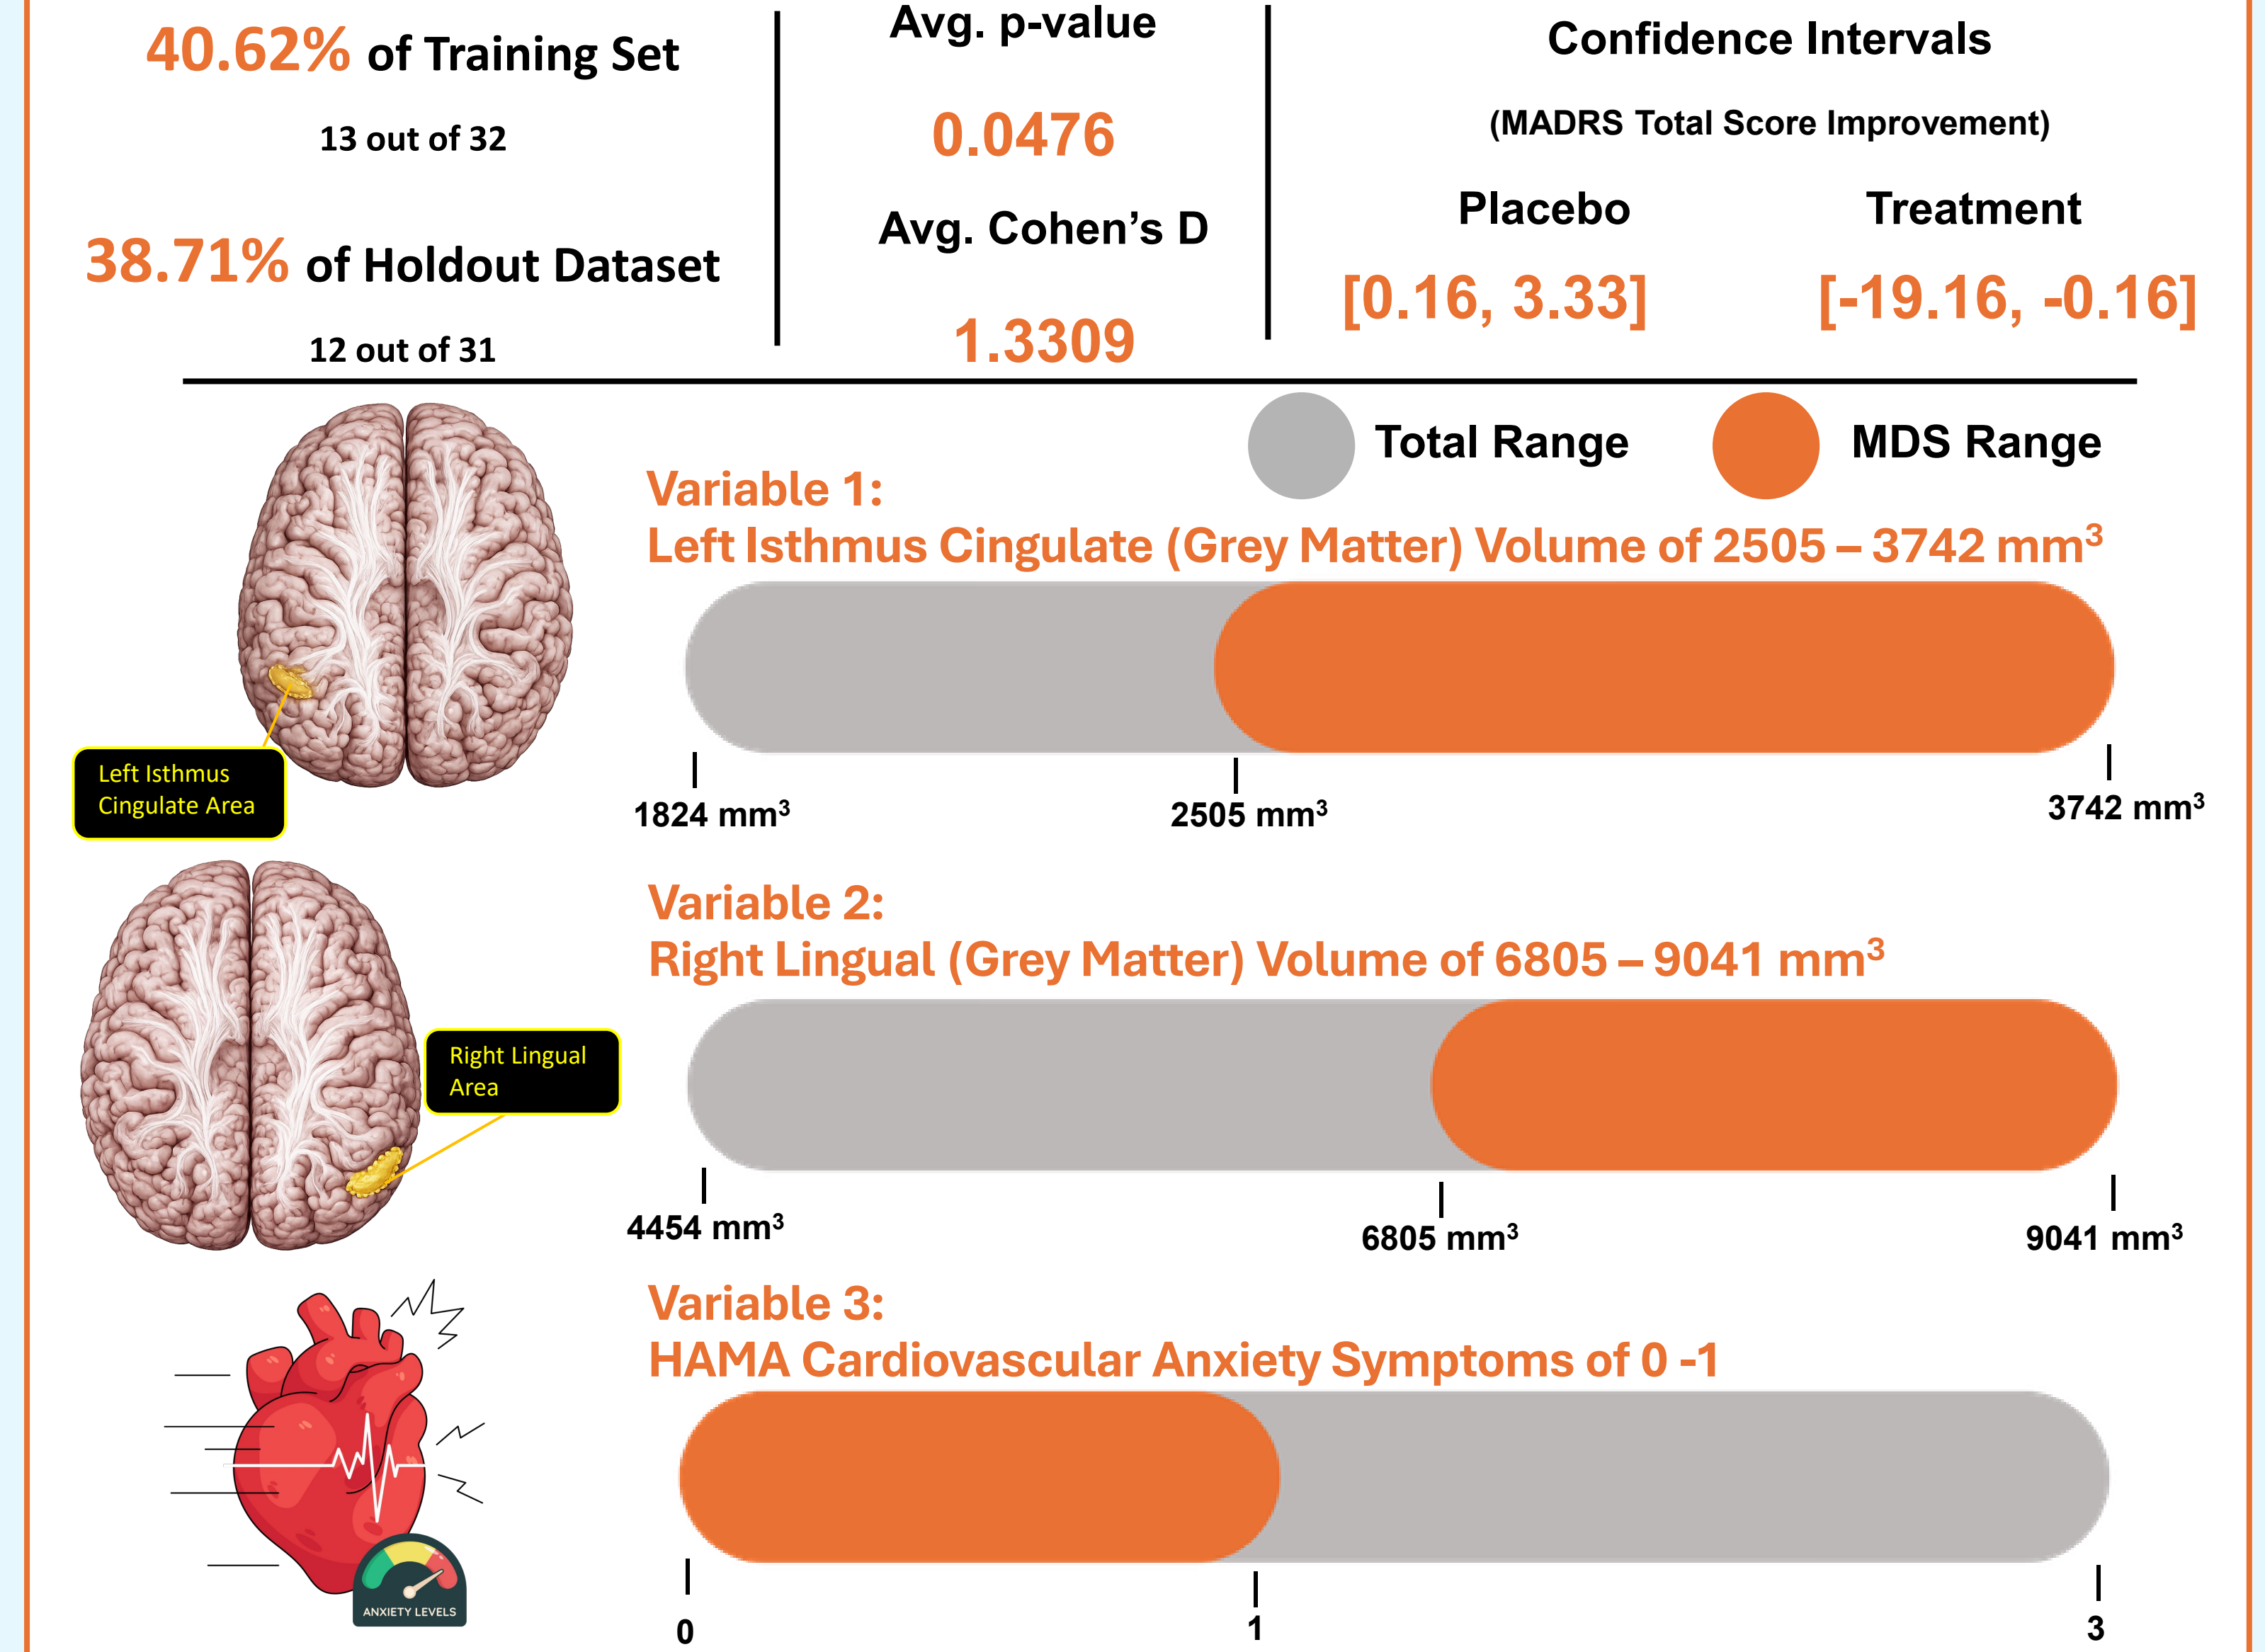 40.62% of Training Set
13 out of 32
38.71% of Holdout Dataset
12 out of 31
Avg. p-value
0.0476
Avg. Cohen’s D
1.3309
Confidence Intervals
(MADRS Total Score Improvement)
Placebo
Treatment
[0.16, 3.33]
[-19.16, -0.16]
Total Range
MDS Range
Variable 1:
Left Isthmus Cingulate (Grey Matter) Volume of 2505 – 3742 mm³
Left Isthmus
Cingulate Area
1824 mm³
2505 mm³
3742 mm³
Variable 2:
Right Lingual (Grey Matter) Volume of 6805 – 9041 mm³
Right Lingual
Area
4454 mm³
6805 mm³
9041 mm³
Variable 3:
HAMA Cardiovascular Anxiety Symptoms of 0 -1
ANXIETY LEVELS
0
1
3